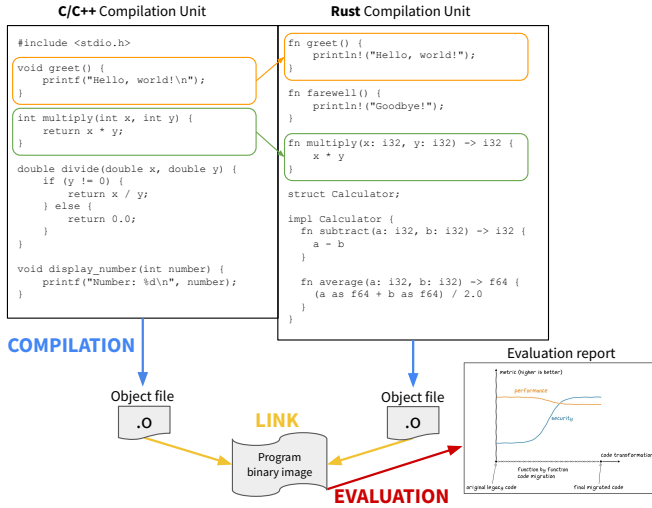 C/C++ Compilation Unit
#include <stdio.h>
void greet() {
    printf("Hello, world!\n");
}
int multiply(int x, int y) {
    return x * y;
}
double divide(double x, double y) {
    if (y != 0) {
        return x / y;
    } else {
        return 0.0;
    }
}
void display_number(int number) {
    printf("Number: %d\n", number);
}
Rust Compilation Unit
fn greet() {
    println!("Hello, world!");
}
fn farewell() {
    println!("Goodbye!");
}
fn multiply(x: i32, y: i32) -> i32 {
    x * y
}
struct Calculator;
impl Calculator {
  fn subtract(a: i32, b: i32) -> i32 {
    a - b
  }
  fn average(a: i32, b: i32) -> f64 {
    (a as f64 + b as f64) / 2.0
  }
}
COMPILATION
Object file
.o
LINK
Program
binary image
Object file
.o
EVALUATION
Evaluation report
metric (higher is better)
performance
security
code transformation
function by function
code migration
original legacy code
final migrated code